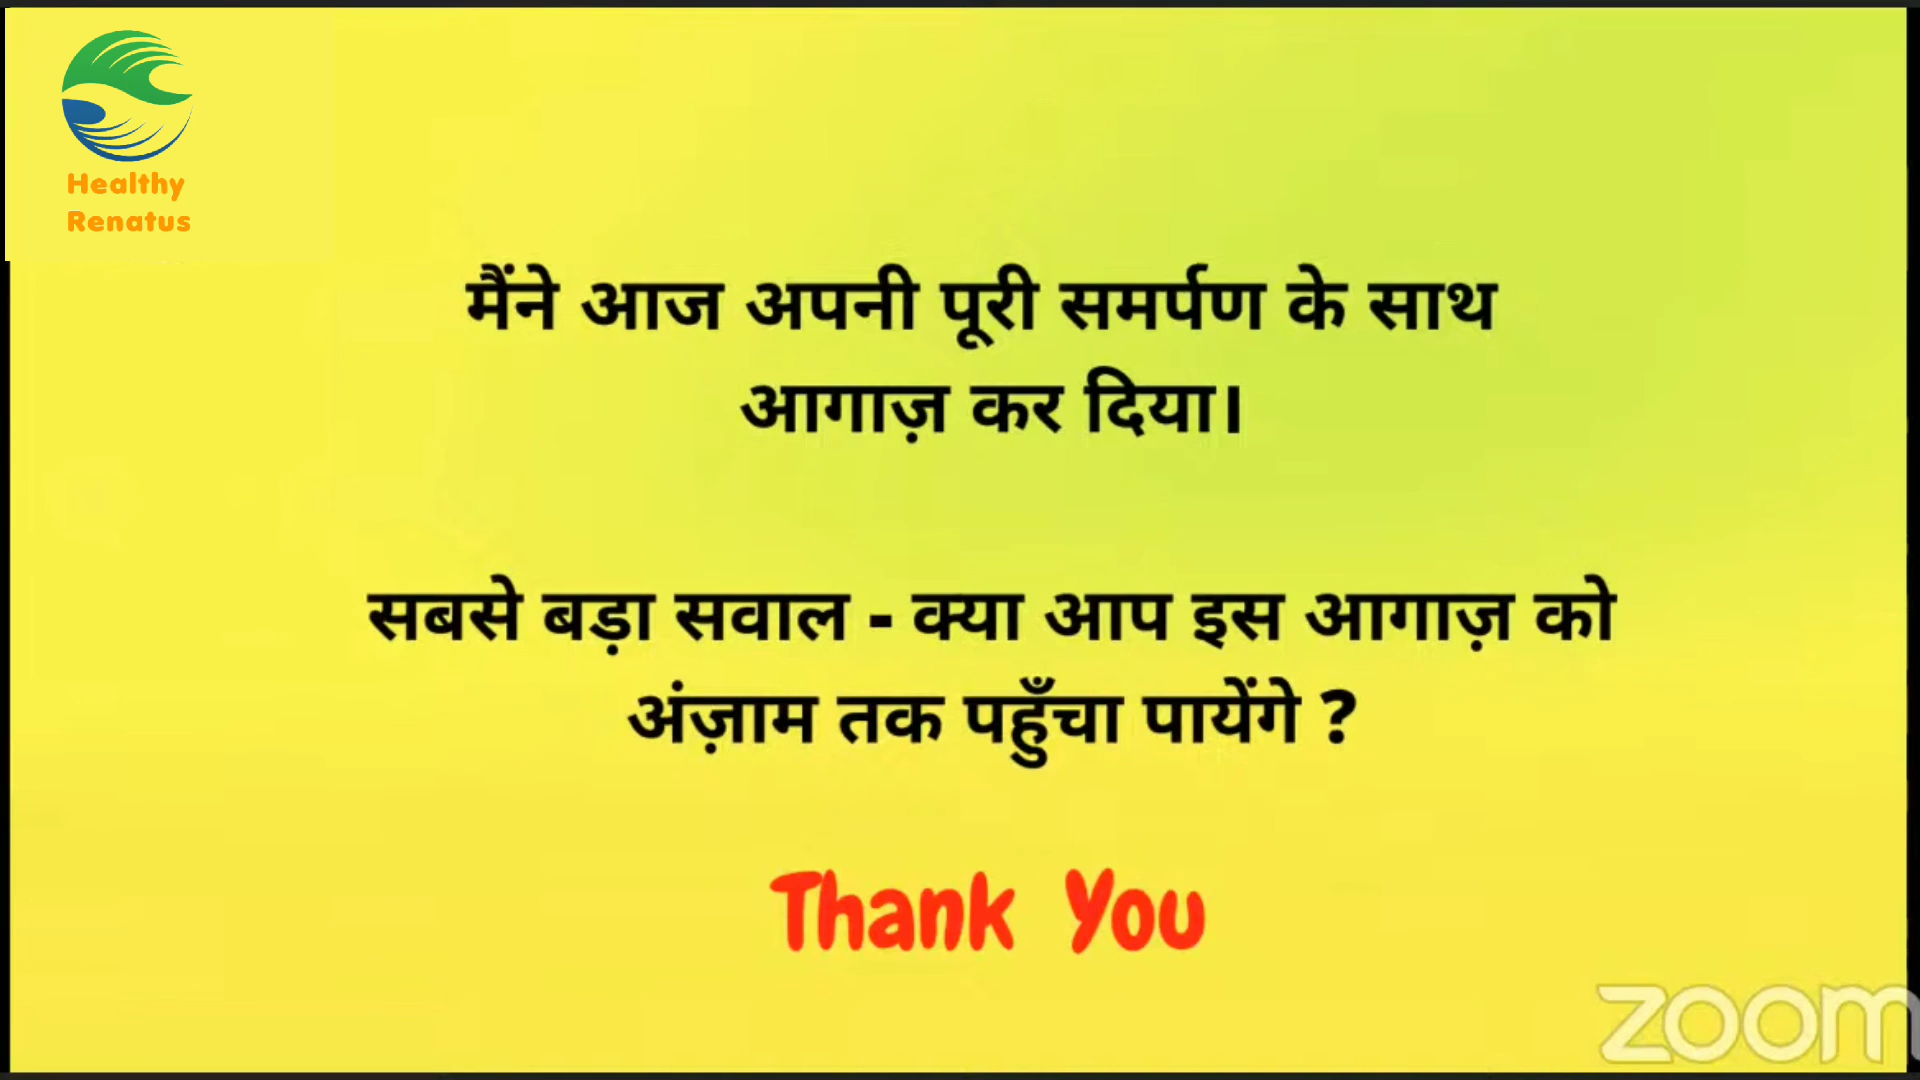 Healthy
Renatus
मैंने आज अपनी पूरी समर्पण के साथ
आगाज़ कर दिया।
सबसे बड़ा सवाल - क्या आप इस आगाज़ को
अंज़ाम तक पहुँचा पायेंगे ?
Thank You
zoom